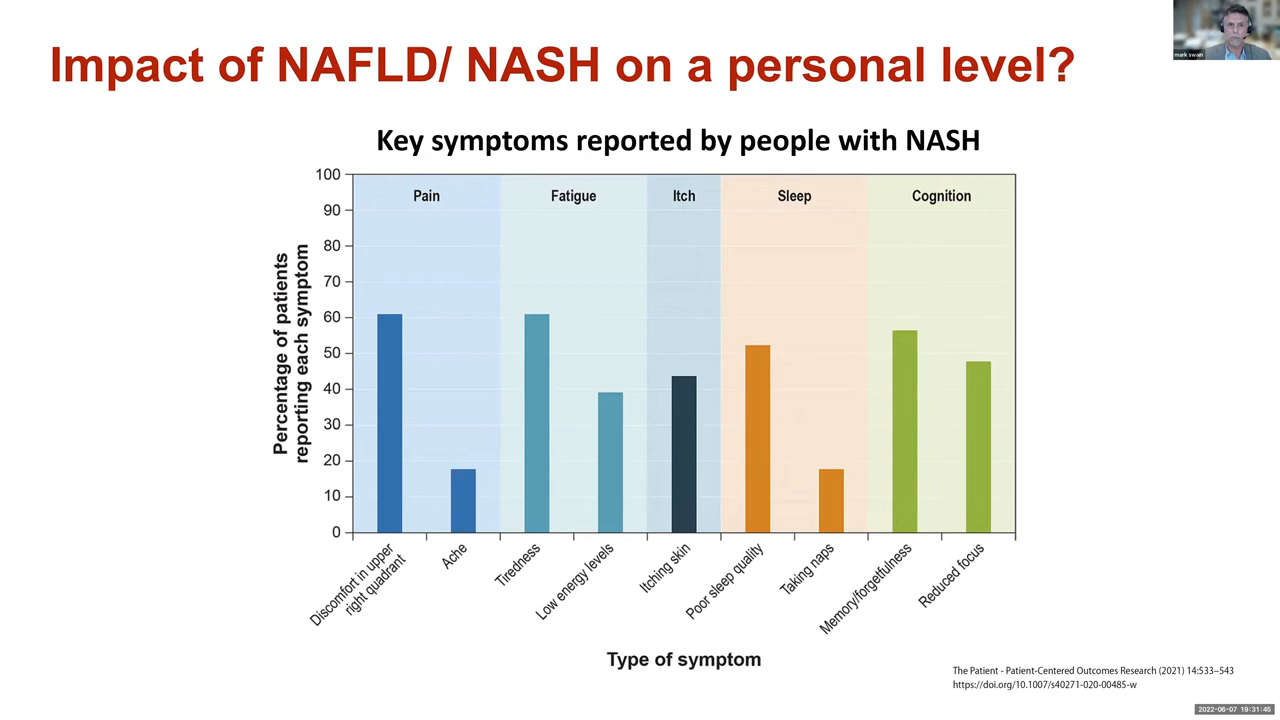 mark swain
Impact of NAFLD/ NASH on a personal level?
Key symptoms reported by people with NASH
Percentage of patients
reporting each symptom
100
90
80
70
60
50
40
30
20
10
0
Pain
Fatigue
Itch
Sleep
Cognition
Discomfort in upper
right quadrant
Ache
Tiredness
Low energy levels
Itching skin
Poor sleep quality
Taking naps
Memory/forgetfulness
Reduced focus
Type of symptom
The Patient - Patient-Centered Outcomes Research (2021) 14:533–543
https://doi.org/10.1007/s40271-020-00485-w
2022-06-07 19:31:45